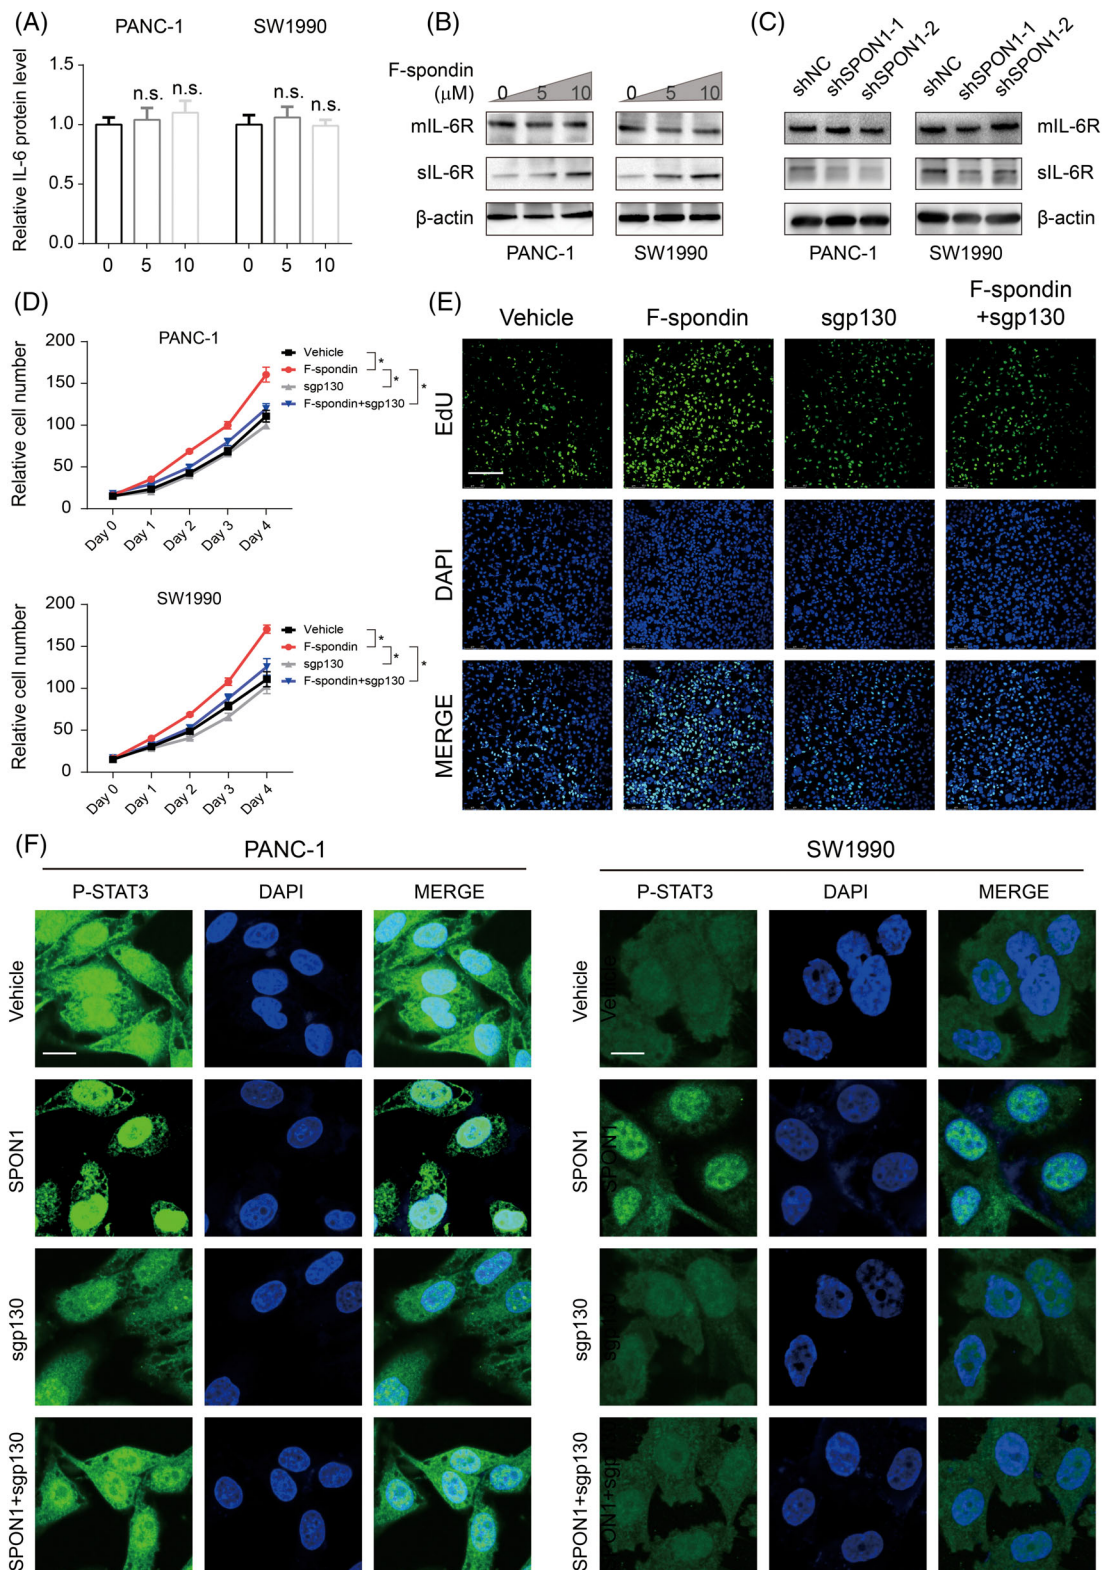 (A)
PANC-1 SW1990
Relative IL-6 protein level
1.5
1.0
0.5
0.0
n.s. n.s. n.s. n.s.
0 5 10 0 5 10
(B)
F-spondin
(μM)
0 5 10 0 5 10
mIL-6R
sIL-6R
β-actin
PANC-1 SW1990
(C)
shNC shSPON1-1 shSPON1-2 shNC shSPON1-1 shSPON1-2
mIL-6R
sIL-6R
β-actin
PANC-1 SW1990
(D)
PANC-1
Relative cell number
200
150
100
50
0
Day 0 Day 1 Day 2 Day 3 Day 4
Vehicle
F-spondin
sgp130
F-spondin+sgp130
* * *
SW1990
Relative cell number
200
150
100
50
0
Day 0 Day 1 Day 2 Day 3 Day 4
Vehicle
F-spondin
sgp130
F-spondin+sgp130
* * *
(E)
Vehicle F-spondin sgp130 F-spondin
+sgp130
EdU
DAPI
MERGE
(F)
PANC-1
P-STAT3 DAPI MERGE
Vehicle
SPON1
sgp130
SPON1+sgp130
SW1990
P-STAT3 DAPI MERGE
Vehicle
SPON1
sgp130
SPON1+sgp130